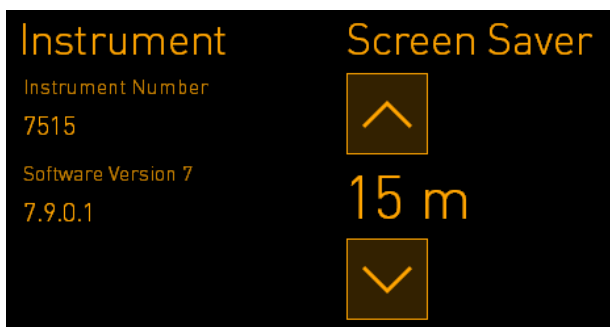 Instrument
Instrument Number
7515
Software Version 7
7.9.0.1
Screen Saver
15 m